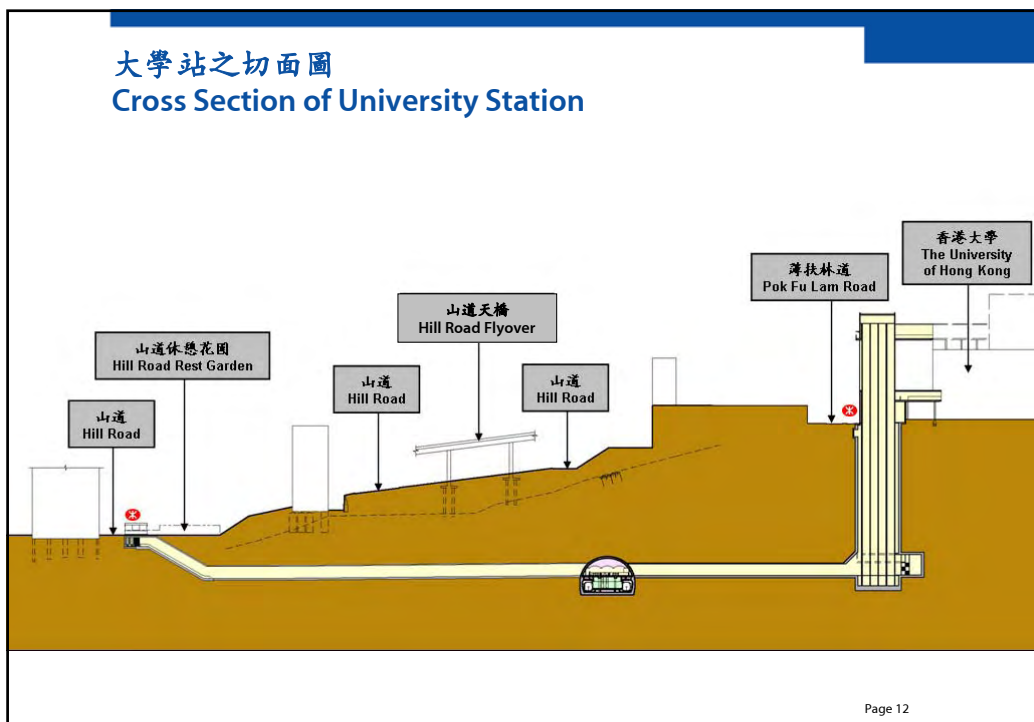 大學站之切面圖
Cross Section of University Station
香港大學
The University
of Hong Kong
薄扶林道
Pok Fu Lam Road
山道天橋
Hill Road Flyover
山道休憩花園
Hill Road Rest Garden
山道
Hill Road
山道
Hill Road
山道
Hill Road
Page 12